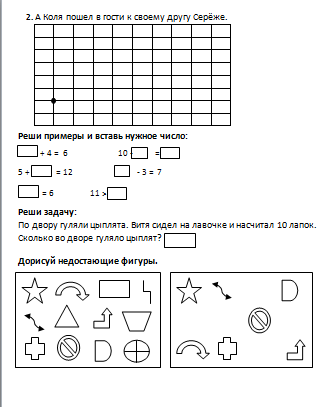 2. А Коля пошел в гости к своему другу Серёже.
Реши примеры и вставь нужное число:
+ 4 = 6 10 - =
5 + = 12 - 3 = 7
= 6 11 >
Реши задачу:
По двору гуляли цыплята. Витя сидел на лавочке и насчитал 10 лапок.
Сколько во дворе гуляло цыплят?
Дорисуй недостающие фигуры.